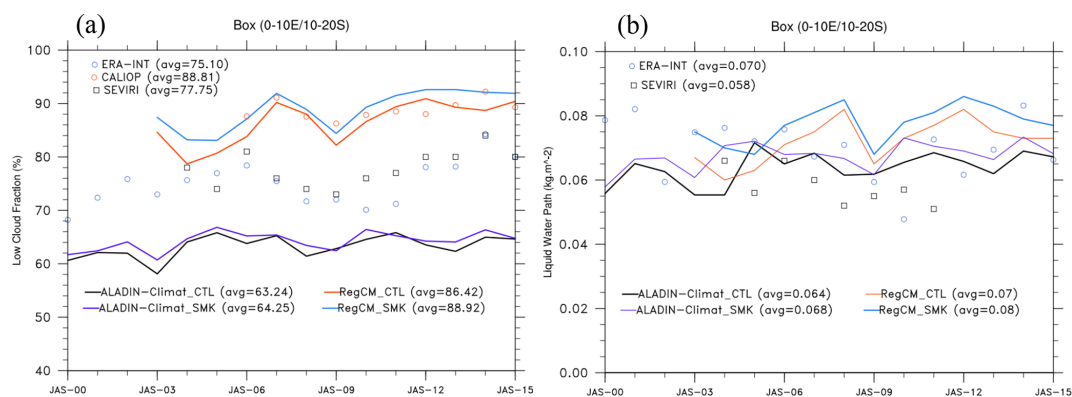 (a)
Box (0-10E/10-20S)
100
90
80
70
60
50
40
Low Cloud Fraction (%)
ERA-INT (avg=75.10)
CALIOP (avg=88.81)
SEVIRI (avg=77.75)
ALADIN-Climat_CTL (avg=63.24)
RegCM_CTL (avg=86.42)
ALADIN-Climat_SMK (avg=64.25)
RegCM_SMK (avg=88.92)
JAS-00 JAS-03 JAS-06 JAS-09 JAS-12 JAS-15
(b)
Box (0-10E/10-20S)
0.10
0.08
0.06
0.04
0.02
0.00
Liquid Water Path (kg.m^-2)
ERA-INT (avg=0.070)
SEVIRI (avg=0.058)
ALADIN-Climat_CTL (avg=0.064)
RegCM_CTL (avg=0.07)
ALADIN-Climat_SMK (avg=0.068)
RegCM_SMK (avg=0.08)
JAS-00 JAS-03 JAS-06 JAS-09 JAS-12 JAS-15